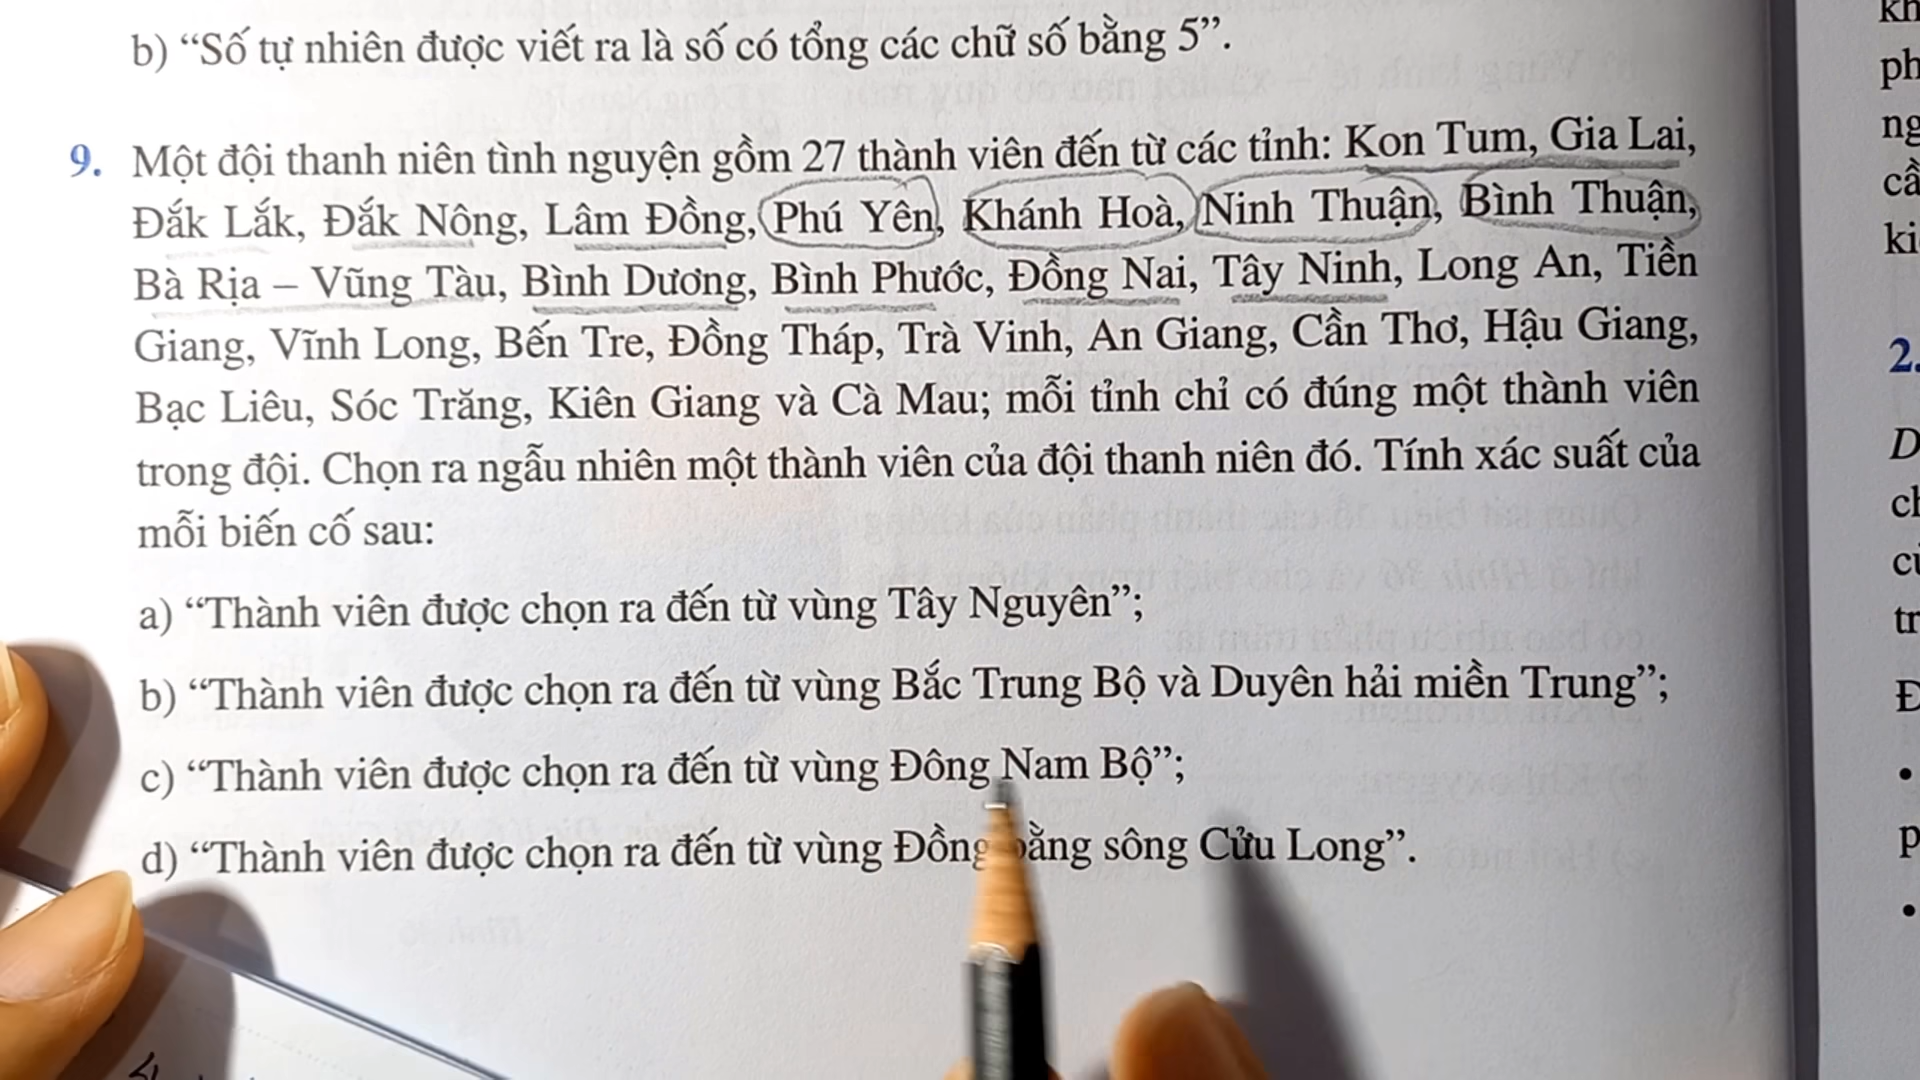 b) “Số tự nhiên được viết ra là số có tổng các chữ số bằng 5”.
9. Một đội thanh niên tình nguyện gồm 27 thành viên đến từ các tỉnh: Kon Tum, Gia Lai,
Đắk Lắk, Đắk Nông, Lâm Đồng, Phú Yên, Khánh Hoà, Ninh Thuận, Bình Thuận,
Bà Rịa – Vũng Tàu, Bình Dương, Bình Phước, Đồng Nai, Tây Ninh, Long An, Tiền
Giang, Vĩnh Long, Bến Tre, Đồng Tháp, Trà Vinh, An Giang, Cần Thơ, Hậu Giang,
Bạc Liêu, Sóc Trăng, Kiên Giang và Cà Mau; mỗi tỉnh chỉ có đúng một thành viên
trong đội. Chọn ra ngẫu nhiên một thành viên của đội thanh niên đó. Tính xác suất của
mỗi biến cố sau:
a) “Thành viên được chọn ra đến từ vùng Tây Nguyên”;
b) “Thành viên được chọn ra đến từ vùng Bắc Trung Bộ và Duyên hải miền Trung”;
c) “Thành viên được chọn ra đến từ vùng Đông Nam Bộ”;
d) “Thành viên được chọn ra đến từ vùng Đồng bằng sông Cửu Long”.
2.